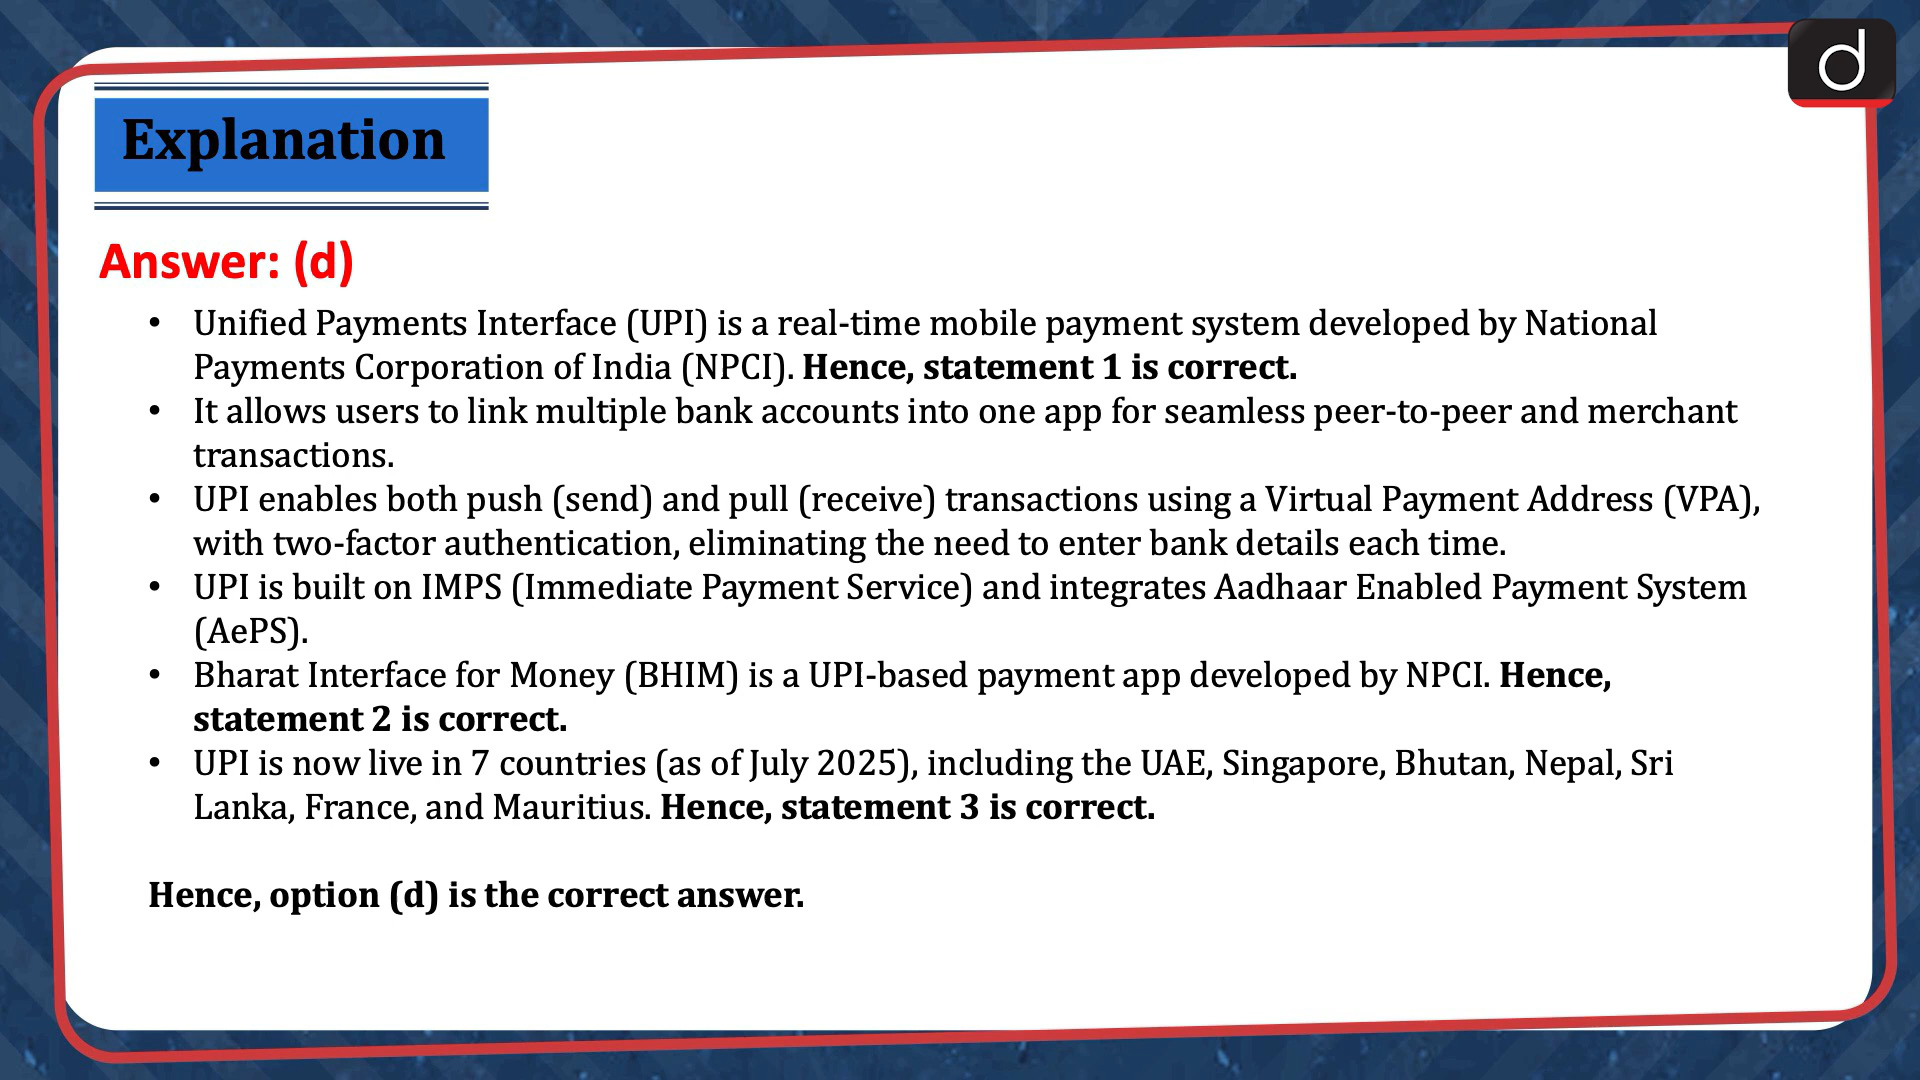 Explanation
d
Answer: (d)
• Unified Payments Interface (UPI) is a real-time mobile payment system developed by National
Payments Corporation of India (NPCI). Hence, statement 1 is correct.
• It allows users to link multiple bank accounts into one app for seamless peer-to-peer and merchant
transactions.
• UPI enables both push (send) and pull (receive) transactions using a Virtual Payment Address (VPA),
with two-factor authentication, eliminating the need to enter bank details each time.
• UPI is built on IMPS (Immediate Payment Service) and integrates Aadhaar Enabled Payment System
(AePS).
• Bharat Interface for Money (BHIM) is a UPI-based payment app developed by NPCI. Hence,
statement 2 is correct.
• UPI is now live in 7 countries (as of July 2025), including the UAE, Singapore, Bhutan, Nepal, Sri
Lanka, France, and Mauritius. Hence, statement 3 is correct.
Hence, option (d) is the correct answer.